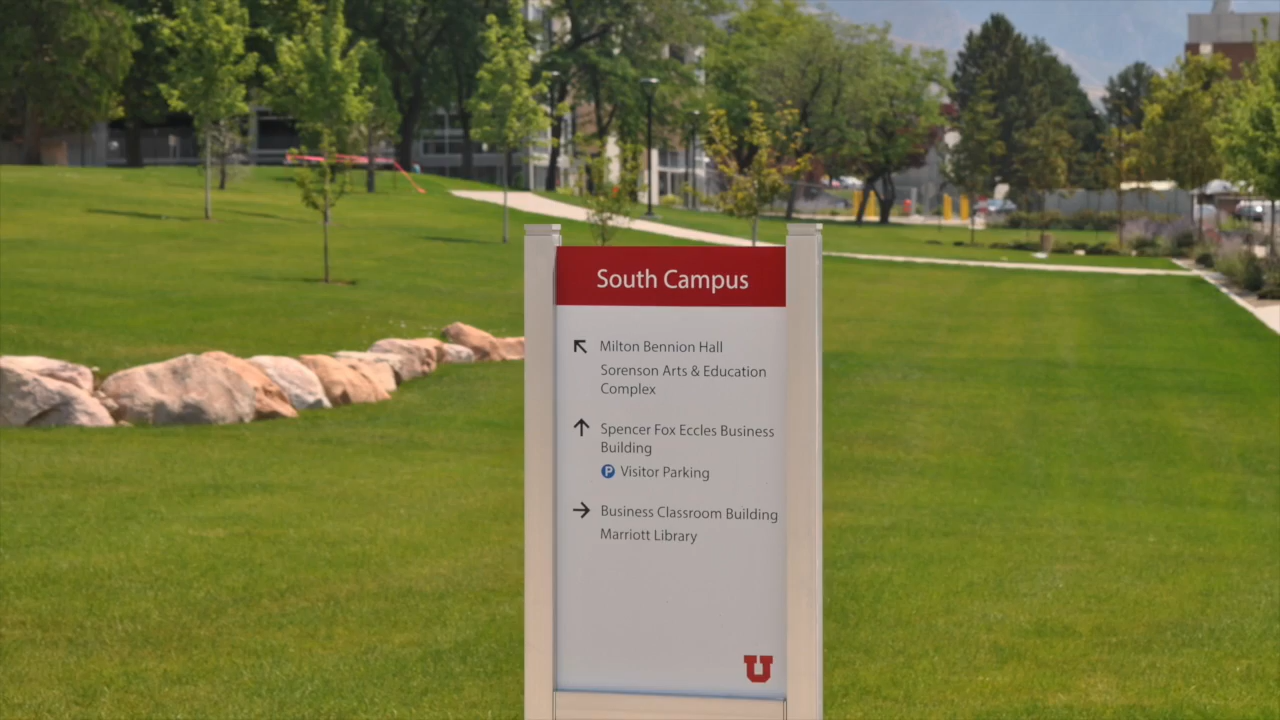 South Campus
Milton Bennion Hall
Sorenson Arts & Education
Complex
Spencer Fox Eccles Business
Building
P Visitor Parking
Business Classroom Building
Marriott Library
U